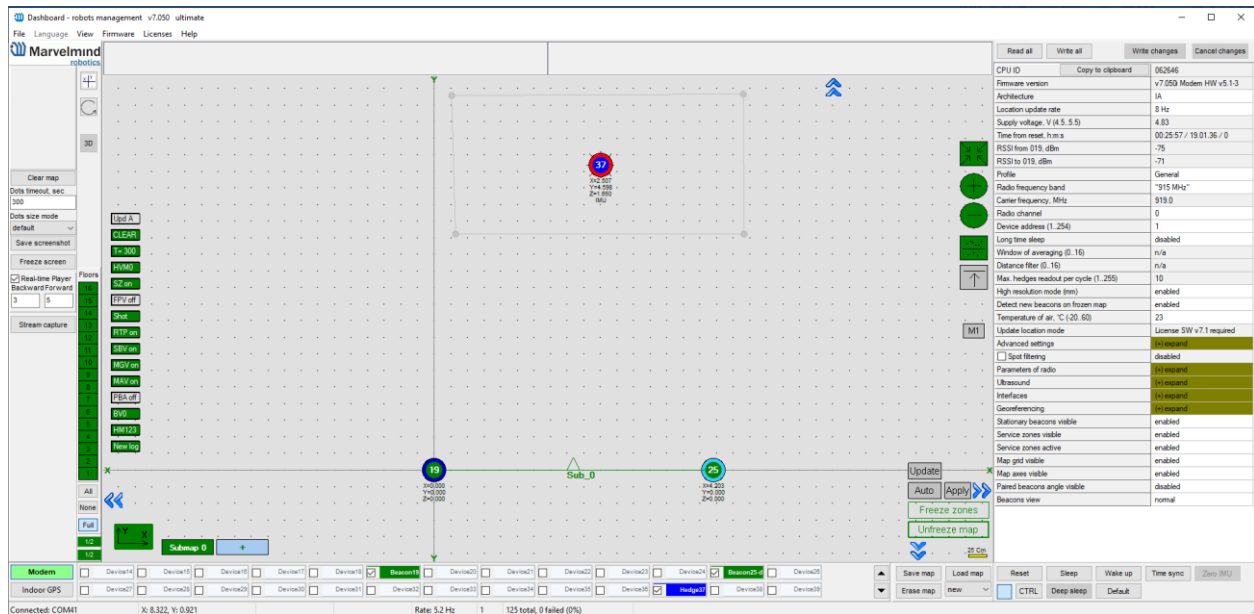 Dashboard - robots management v7.050 ultimate
File Language View Firmware Licenses Help
Marvelmind
robotics
3D
Clear map
Dots timeout, sec
300
Dots size mode
default
Save screenshot
Freeze screen
Real-time Player
Backward Forward
3 5
Stream capture
Floors
16
15
14
13
12
11
10
9
8
7
6
5
4
3
2
1
All
None
Full
1/2
1/2
Upd A
CLEAR
T= 300
HVM0
SZ on
FPV off
Shot
RTP on
SBV on
MGV on
MAV on
PBA off
BV0
HM123
New log
Y
37
X=2.507
Y=4.598
Z=1.660
IMU
M1
X
19
X=0.000
Y=0.000
Z=0.000
Sub_0
25
X=4.203
Y=0.000
Z=0.000
X
Update
Auto Apply
Freeze zones
Unfreeze map
25 Cm
Y X
Submap 0 +
Y
Read all Write all Write changes Cancel changes
CPU ID Copy to clipboard 062646
Firmware version v7.050i Modem HW v5.1-3
Architecture IA
Location update rate 8 Hz
Supply voltage, V (4.5..5.5) 4.83
Time from reset, h:m:s 00:25:57 / 19.01.36 / 0
RSSI from 019, dBm -75
RSSI to 019, dBm -71
Profile General
Radio frequency band "915 MHz"
Carrier frequency, MHz 919.0
Radio channel 0
Device address (1..254) 1
Long time sleep disabled
Window of averaging (0..16) n/a
Distance filter (0..16) n/a
Max. hedges readout per cycle (1..255) 10
High resolution mode (mm) enabled
Detect new beacons on frozen map enabled
Temperature of air, °C (-20..60) 23
Update location mode License SW v7.1 required
Advanced settings (+) expand
Spot filtering disabled
Parameters of radio (+) expand
Ultrasound (+) expand
Interfaces (+) expand
Georeferencing (+) expand
Stationary beacons visible enabled
Service zones visible enabled
Service zones active enabled
Map grid visible enabled
Map axes visible enabled
Paired beacons angle visible disabled
Beacons view normal
Modem Device14 Device15 Device16 Device17 Device18 Beacon19 Device20 Device21 Device22 Device23 Device24 Beacon25-d Device26 Save map Load map Reset Sleep Wake up Time sync Zero IMU
Indoor GPS Device27 Device28 Device29 Device30 Device31 Device32 Device33 Device34 Device35 Device36 Hedge37 Device38 Device39 Erase map new CTRL Deep sleep Default
Connected: COM41 X: 8.322, Y: 0.921 Rate: 5.2 Hz 1 125 total, 0 failed (0%)